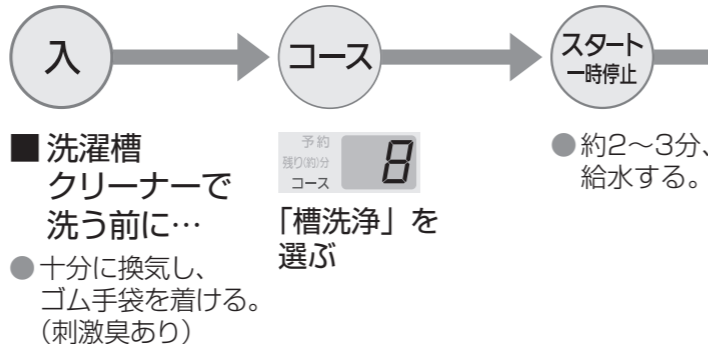 入
コース
スタート
一時停止
■ 洗濯槽
クリーナーで
洗う前に…
● 十分に換気し、
ゴム手袋を着ける。
（刺激臭あり）
予約
残り(約)分
コース
8
「槽洗浄」を
選ぶ
● 約2～3分、
給水する。